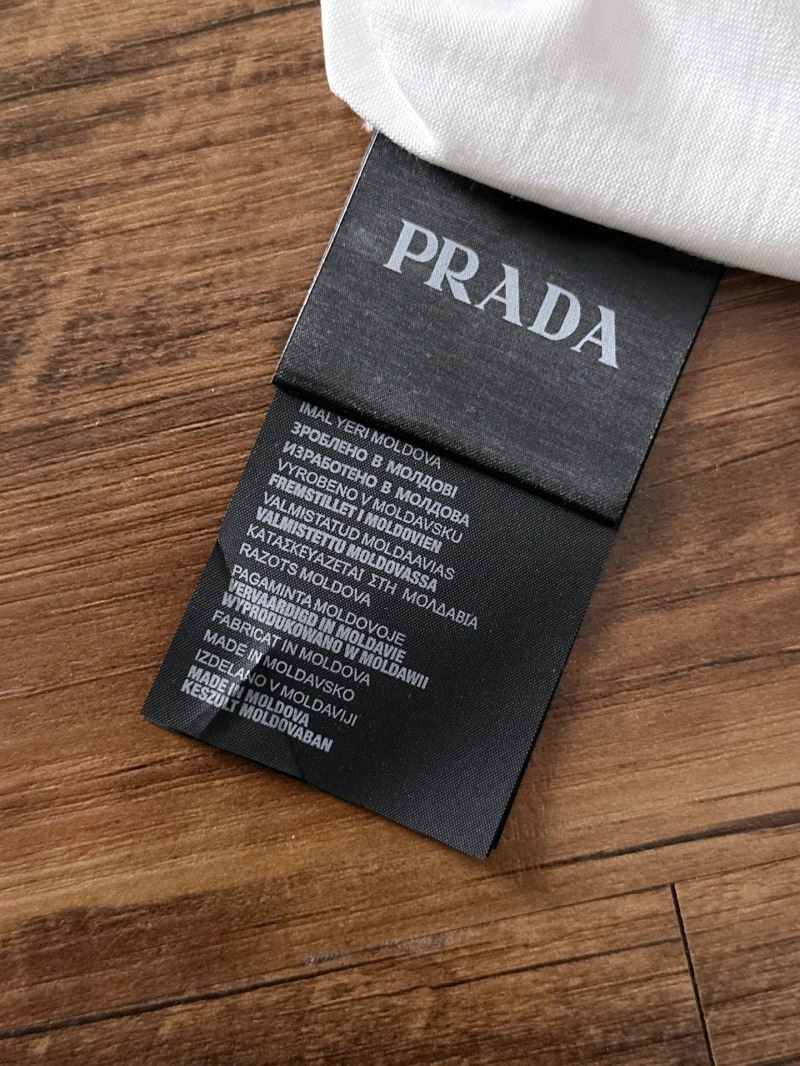 PRADA
IMAL YERI MOLDOVA
ЗРОБЛЕНО В МОЛДОВІ
ИЗРАБОТЕНО В МОЛДОВА
VYROBENO V MOLDAVSKU
FREMSTILLET I MOLDOVIEN
VALMISTATUD MOLDAAVIAS
VALMISTETTU MOLDOVASSA
ΚΑΤΑΣΚΕΥΑΖΕΤΑΙ ΣΤΗ ΜΟΛΔΑΒΙΑ
RAZOTS MOLDOVA
PAGAMINTA MOLDOVOJE
VERVAARDIGD IN MOLDAVIE
WYPRODUKOWANO W MOLDAWII
FABRICAT IN MOLDOVA
MADE IN MOLDAVSKO
IZDELANO V MOLDAVIJI
MADE IN MOLDOVA
KESZULT MOLDOVABAN